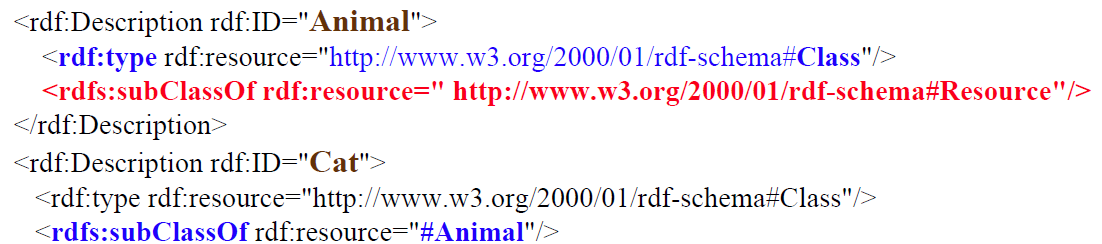 <rdf:Description rdf:ID="Animal">
<rdf:type rdf:resource="http://www.w3.org/2000/01/rdf-schema#Class"/>
<rdfs:subClassOf rdf:resource=" http://www.w3.org/2000/01/rdf-schema#Resource"/>
</rdf:Description>
<rdf:Description rdf:ID="Cat">
<rdf:type rdf:resource="http://www.w3.org/2000/01/rdf-schema#Class"/>
<rdfs:subClassOf rdf:resource="#Animal"/>